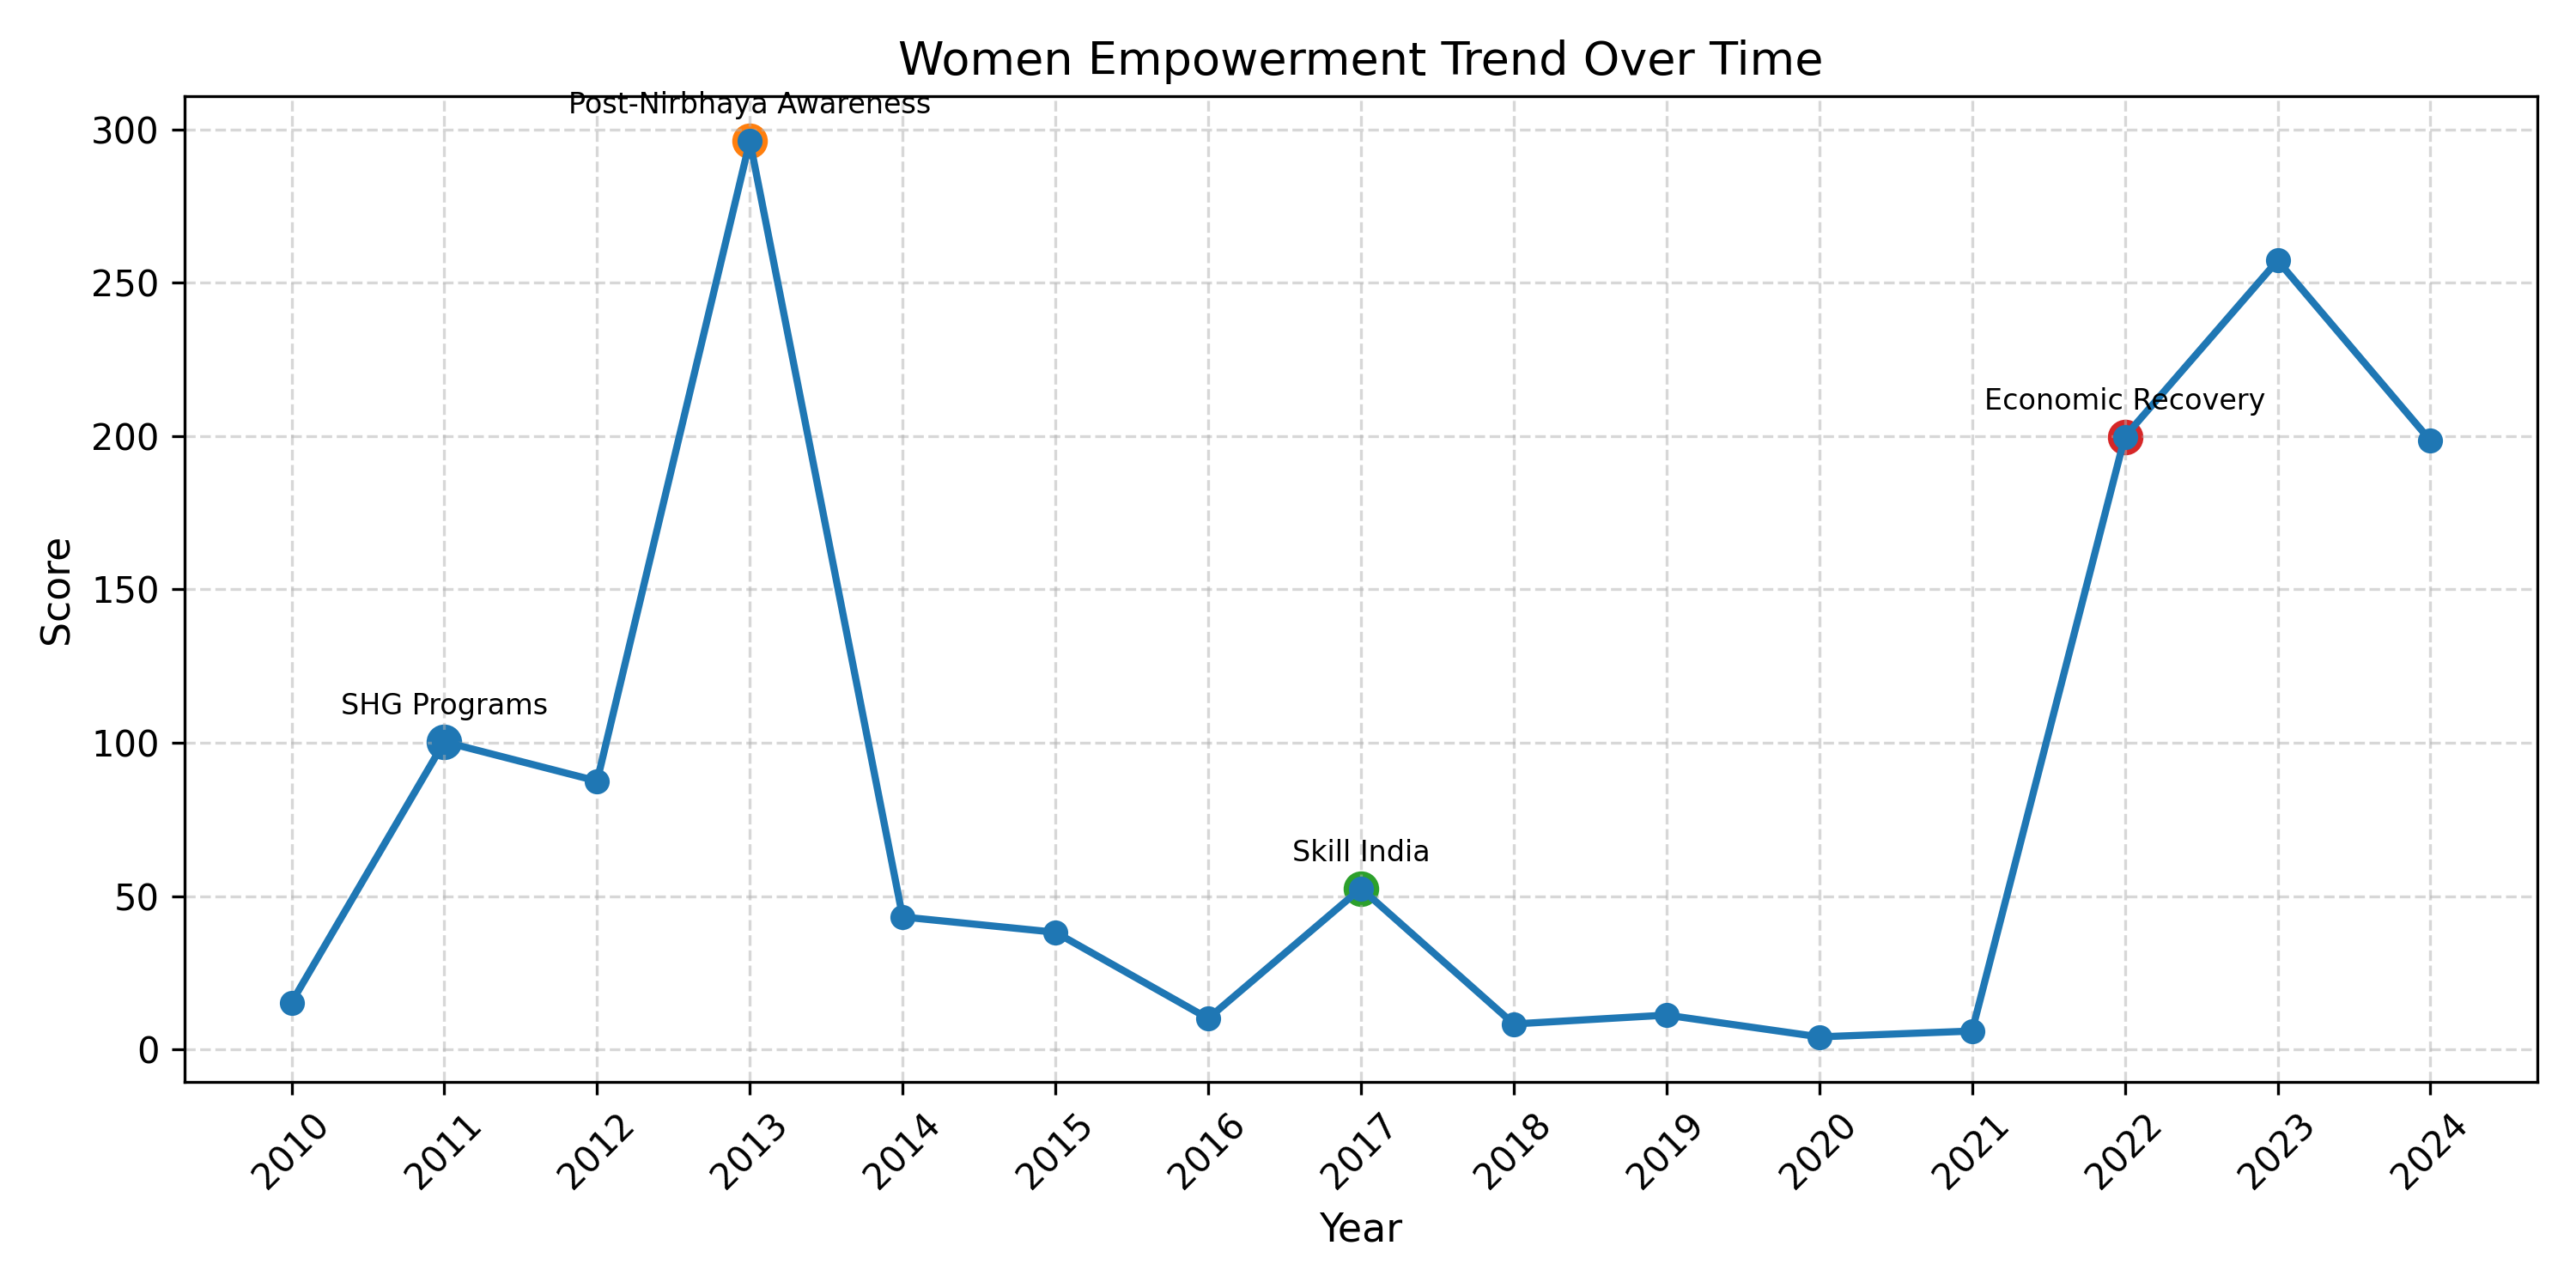 Women Empowerment Trend Over Time
Post-Nirbhaya Awareness
300
250
Economic Recovery
200
150
SHG Programs
100
Skill India
50
0
Score
2010 2011 2012 2013 2014 2015 2016 2017 2018 2019 2020 2021 2022 2023 2024
Year